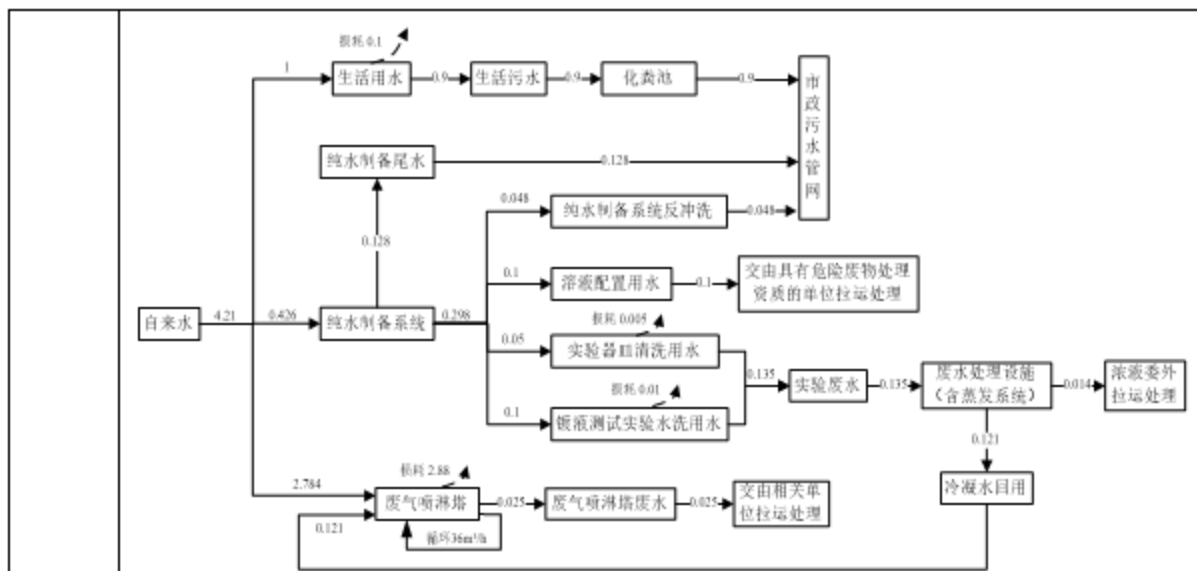 损耗 0.1
1
生活用水
0.9
生活污水
0.9
化粪池
0.9
市政污水管网
纯水制备尾水
0.128
0.128
0.048
纯水制备系统反冲洗
0.048
0.1
溶液配置用水
0.1
交由具有危险废物处理
资质的单位拉运处理
自来水
4.21
0.426
纯水制备系统
0.298
损耗 0.005
0.05
实验器皿清洗用水
0.135
实验废水
0.135
废水处理设施
(含蒸发系统)
0.014
浓液委外
拉运处理
损耗 0.01
0.1
镀液测试实验水洗用水
0.121
冷凝水回用
损耗 2.88
2.784
废气喷淋塔
0.025
废气喷淋塔废水
0.025
交由相关单
位拉运处理
0.121
循环36m³/h